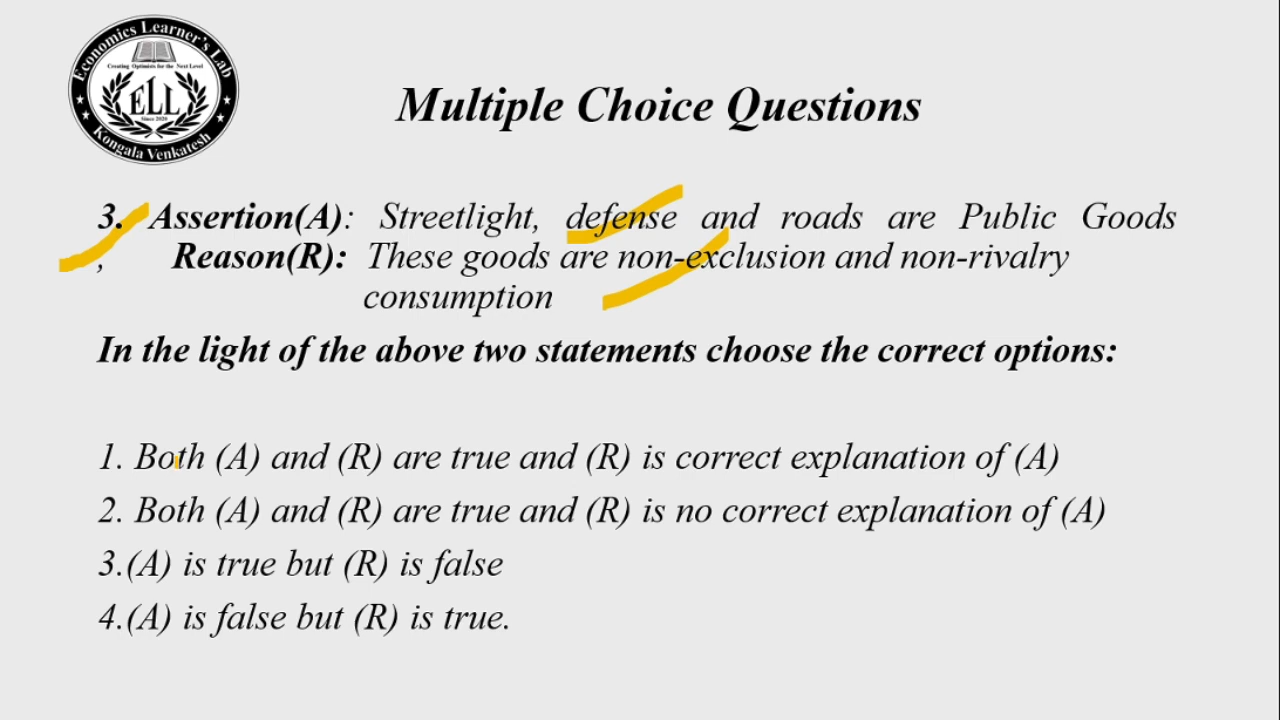 Economics Learner's Lab
Creating Optimists for the Next Level
ELL
Since 2020
Kongala Venkatesh
Multiple Choice Questions
3. Assertion(A): Streetlight, defense and roads are Public Goods
, Reason(R): These goods are non-exclusion and non-rivalry
consumption
In the light of the above two statements choose the correct options:
1. Both (A) and (R) are true and (R) is correct explanation of (A)
2. Both (A) and (R) are true and (R) is no correct explanation of (A)
3.(A) is true but (R) is false
4.(A) is false but (R) is true.